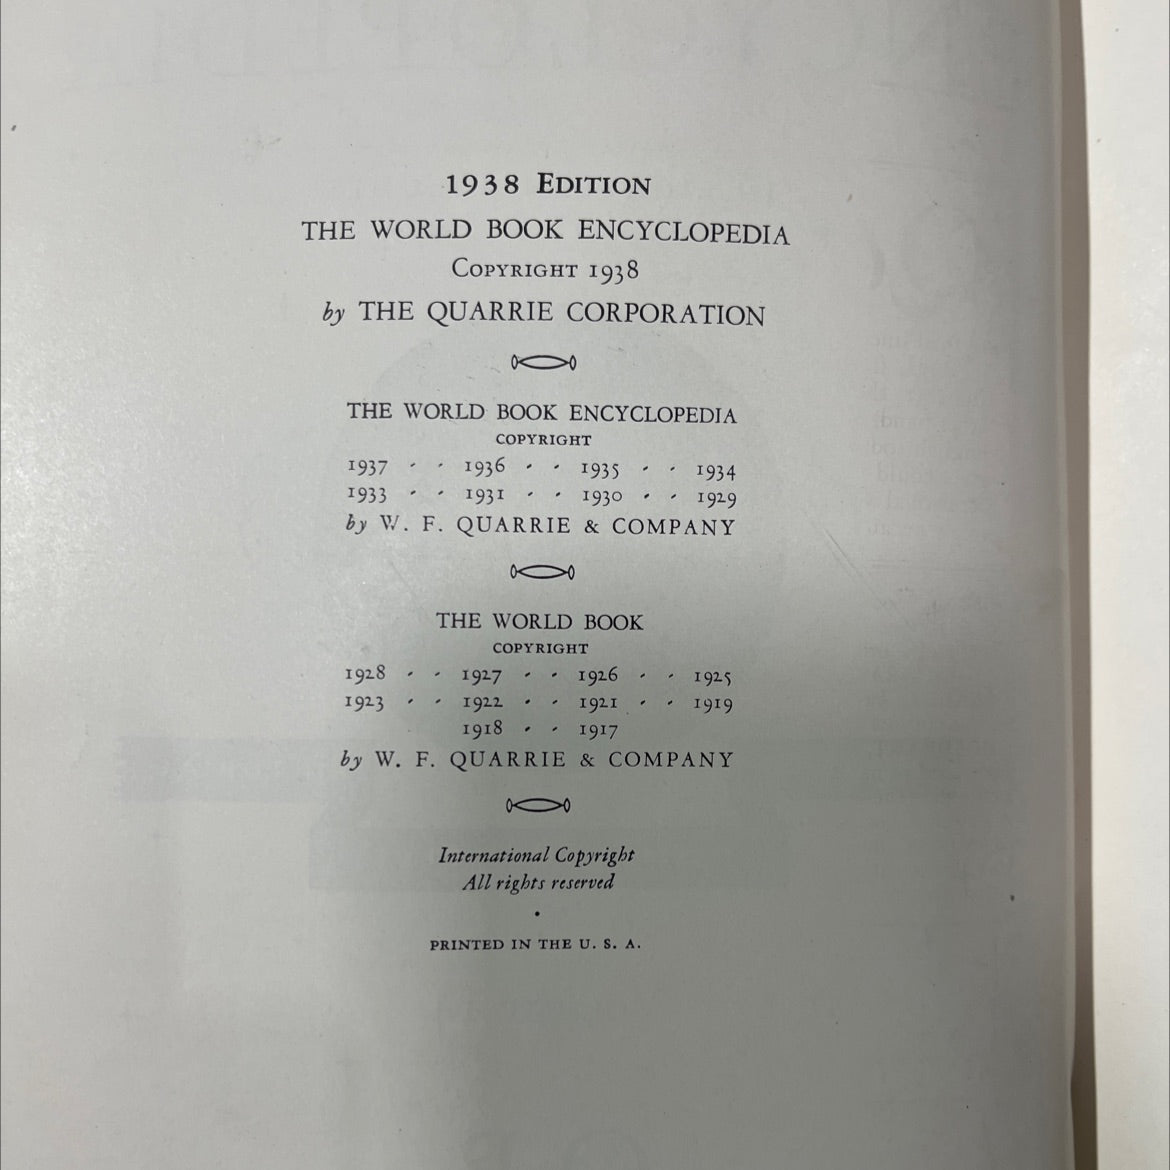 1938 EDITION
THE WORLD BOOK ENCYCLOPEDIA
COPYRIGHT 1938
by THE QUARRIE CORPORATION
THE WORLD BOOK ENCYCLOPEDIA
COPYRIGHT
1937 · · 1936 · · 1935 · · 1934
1933 · · 1931 · · 1930 · · 1929
by W. F. QUARRIE & COMPANY
THE WORLD BOOK
COPYRIGHT
1928 · · 1927 · · 1926 · · 1925
1923 · · 1922 · · 1921 · · 1919
1918 · · 1917
by W. F. QUARRIE & COMPANY
International Copyright
All rights reserved
·
PRINTED IN THE U. S. A.